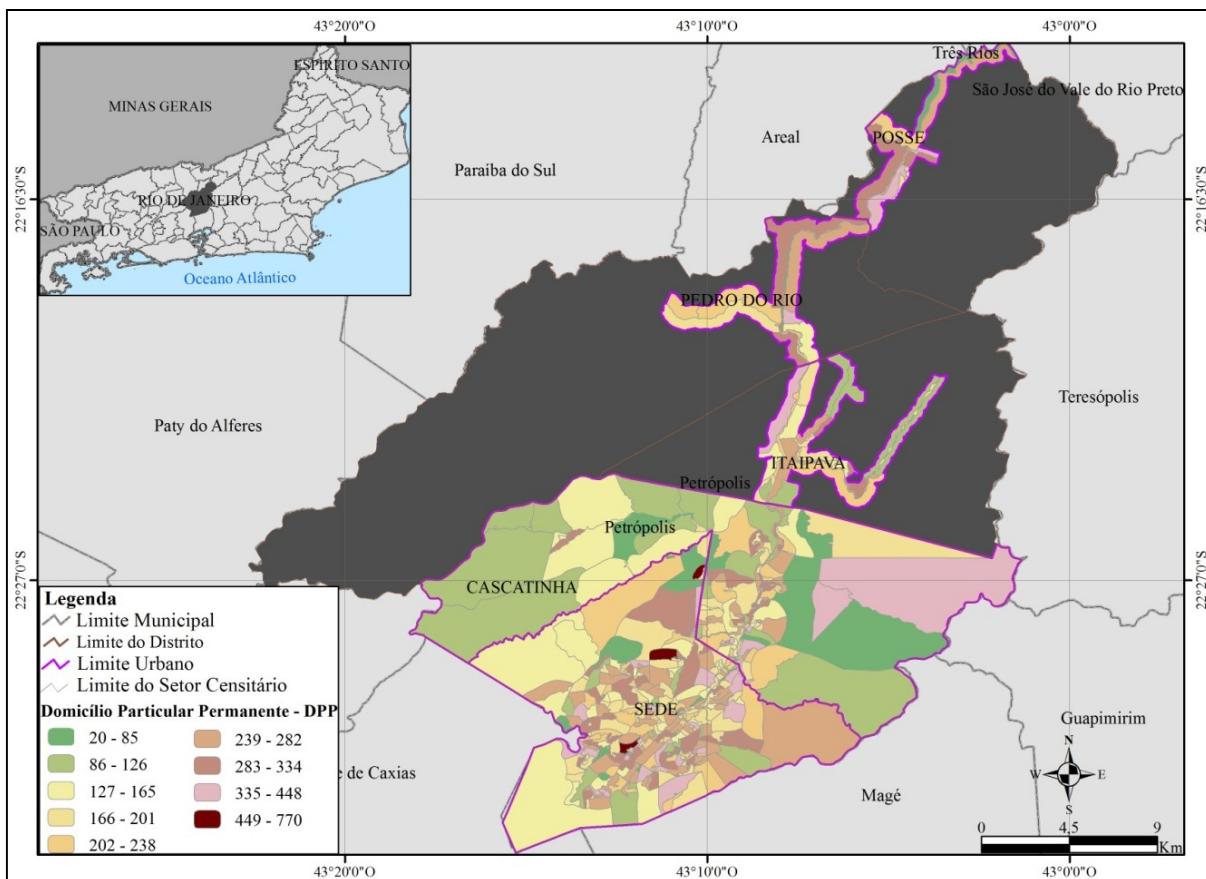 43°20'0"O
43°10'0"O
43°0'0"O
ESPÍRITO SANTO
MINAS GERAIS
RIO DE JANEIRO
SÃO PAULO
Oceano Atlântico
Três Rios
São José do Vale do Rio Preto
POSSE
Areal
Paraíba do Sul
22°16'30"S
22°16'30"S
PEDRO DO RIO
Teresópolis
Paty do Alferes
ITAIPAVA
Petrópolis
Petrópolis
22°27'0"S
22°27'0"S
CASCATINHA
SEDE
Guapimirim
e de Caxias
Magé
Legenda
Limite Municipal
Limite do Distrito
Limite Urbano
Limite do Setor Censitário
Domicílio Particular Permanente - DPP
20 - 85
86 - 126
127 - 165
166 - 201
202 - 238
239 - 282
283 - 334
335 - 448
449 - 770
N
W
E
S
0
4,5
9
Km
43°20'0"O
43°10'0"O
43°0'0"O